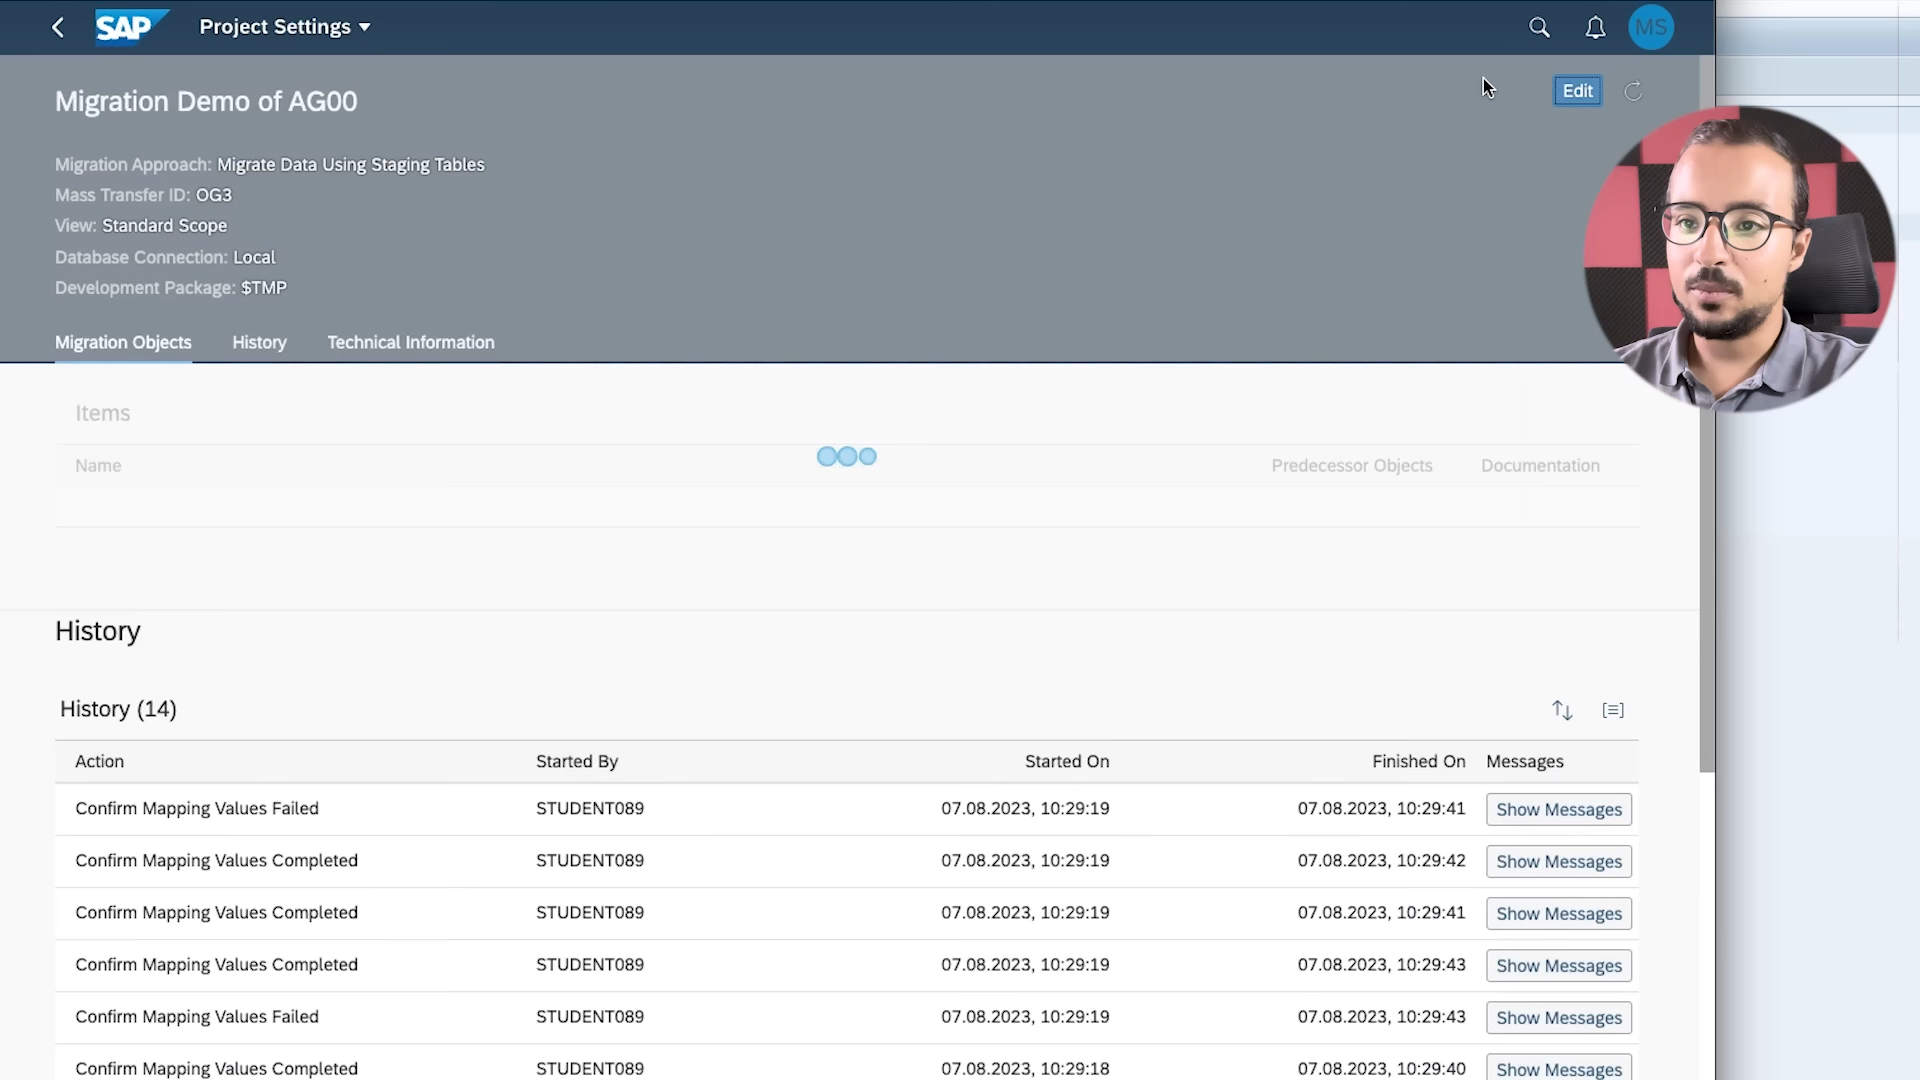 SAP Project Settings
MS
Migration Demo of AG00
Edit
Migration Approach: Migrate Data Using Staging Tables
Mass Transfer ID: OG3
View: Standard Scope
Database Connection: Local
Development Package: $TMP
Migration Objects History Technical Information
Items
Name Predecessor Objects Documentation
History
History (14)
Action Started By Started On Finished On Messages
Confirm Mapping Values Failed STUDENT089 07.08.2023, 10:29:19 07.08.2023, 10:29:41 Show Messages
Confirm Mapping Values Completed STUDENT089 07.08.2023, 10:29:19 07.08.2023, 10:29:42 Show Messages
Confirm Mapping Values Completed STUDENT089 07.08.2023, 10:29:19 07.08.2023, 10:29:41 Show Messages
Confirm Mapping Values Completed STUDENT089 07.08.2023, 10:29:19 07.08.2023, 10:29:43 Show Messages
Confirm Mapping Values Failed STUDENT089 07.08.2023, 10:29:19 07.08.2023, 10:29:43 Show Messages
Confirm Mapping Values Completed STUDENT089 07.08.2023, 10:29:18 07.08.2023, 10:29:40 Show Messages